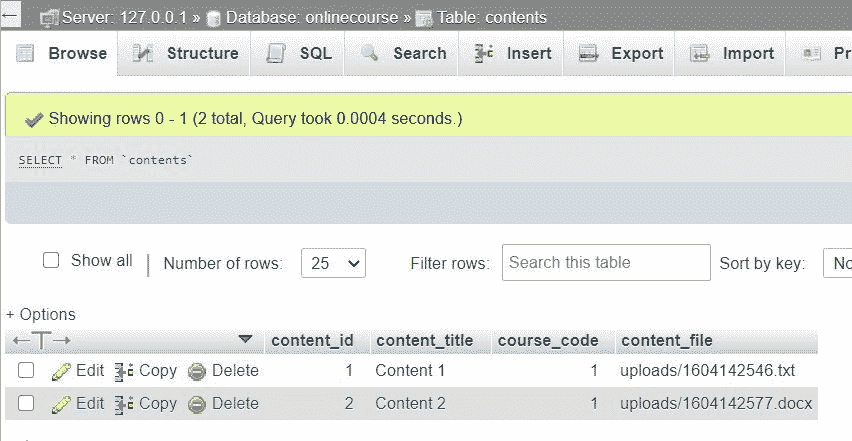 Server: 127.0.0.1 » Database: onlinecourse » Table: contents
Browse Structure SQL Search Insert Export Import Pr
Showing rows 0 - 1 (2 total, Query took 0.0004 seconds.)
SELECT * FROM `contents`
Show all Number of rows: 25 Filter rows: Search this table Sort by key: No
+ Options
content_id content_title course_code content_file
Edit Copy Delete 1 Content 1 1 uploads/1604142546.txt
Edit Copy Delete 2 Content 2 1 uploads/1604142577.docx